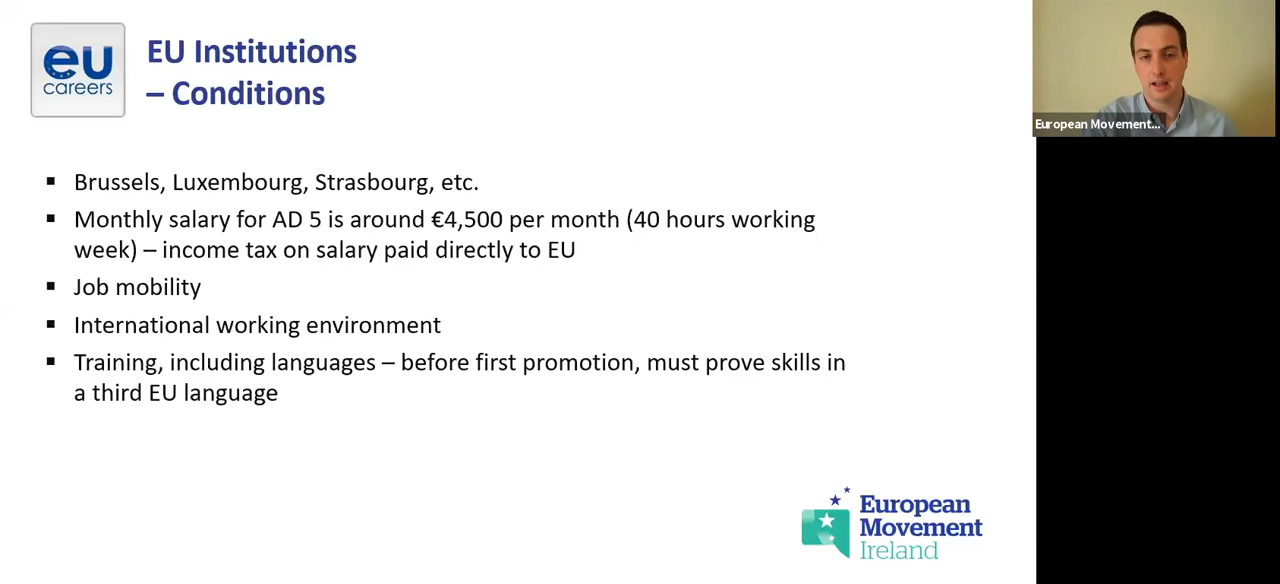 eu
careers
EU Institutions
– Conditions
▪ Brussels, Luxembourg, Strasbourg, etc.
▪ Monthly salary for AD 5 is around €4,500 per month (40 hours working
week) – income tax on salary paid directly to EU
▪ Job mobility
▪ International working environment
▪ Training, including languages – before first promotion, must prove skills in
a third EU language
European Movement...
European
Movement
Ireland